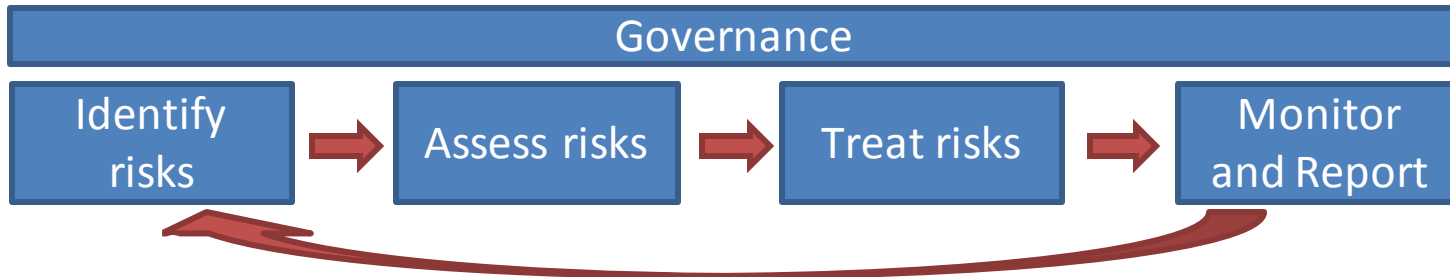 Governance
Identify
risks
Assess risks
Treat risks
Monitor
and Report